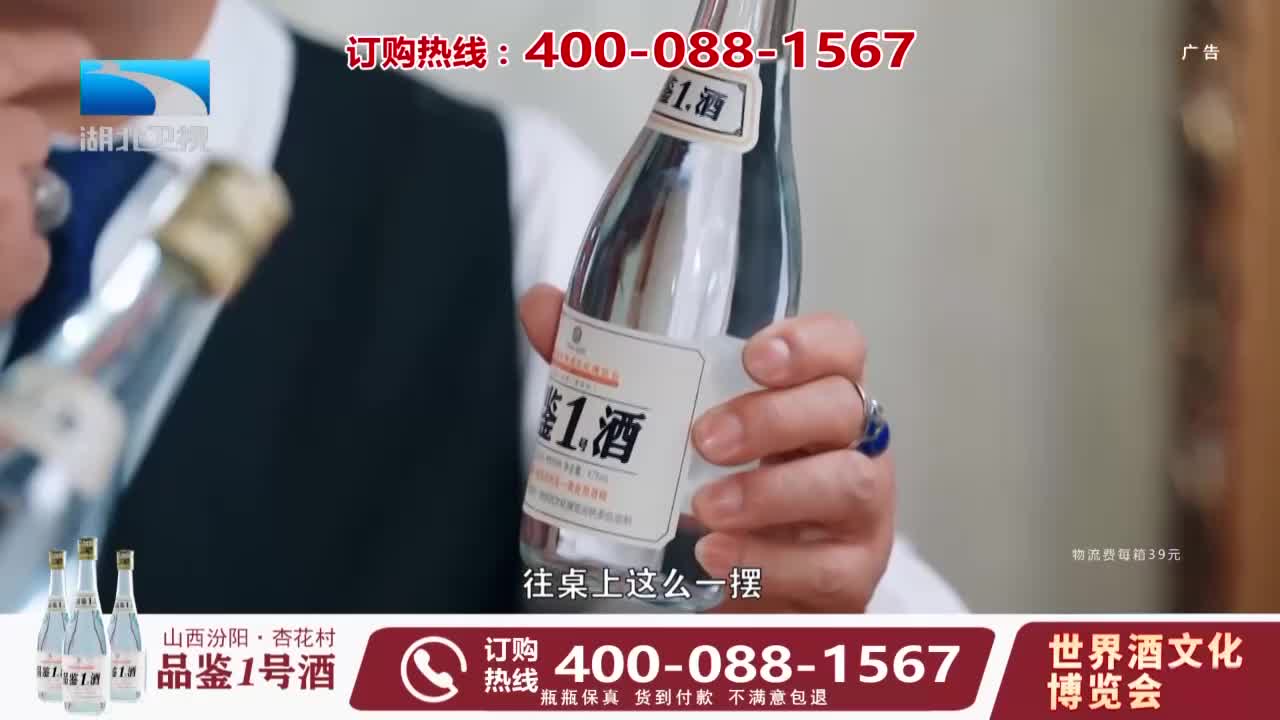 订购热线：400-088-1567
广告
湖北卫视
鉴1号酒
鉴1号酒
往桌上这么一摆
物流费每箱39元
山西汾阳·杏花村
品鉴1号酒
订购热线
400-088-1567
瓶瓶保真 货到付款 不满意包退
世界酒文化
博览会